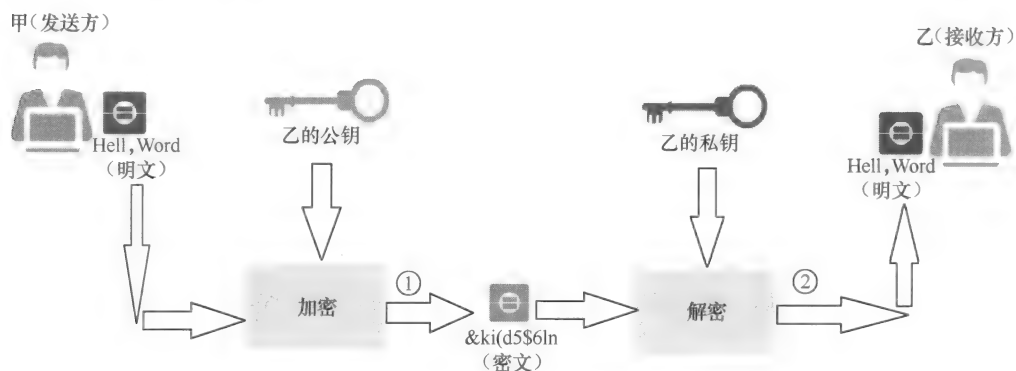 甲(发送方)
乙(接收方)
Hell,Word
(明文)
乙的公钥
乙的私钥
Hell,Word
(明文)
加密
①
&ki(d5$6ln
(密文)
解密
②